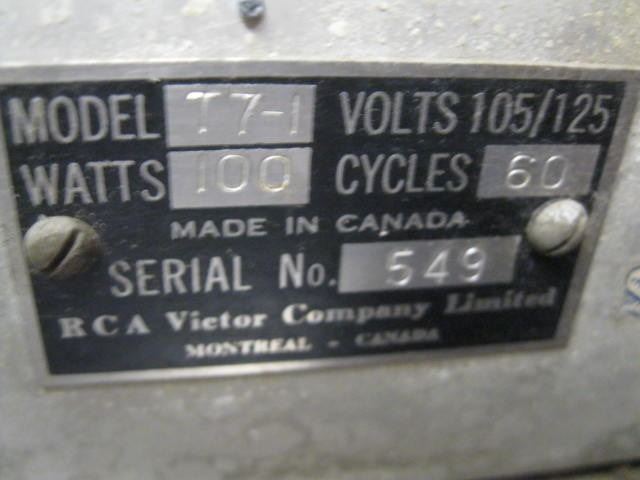 MODEL T7-1 VOLTS 105/125
WATTS 100 CYCLES 60
MADE IN CANADA
SERIAL No. 549
RCA Victor Company Limited
MONTREAL - CANADA